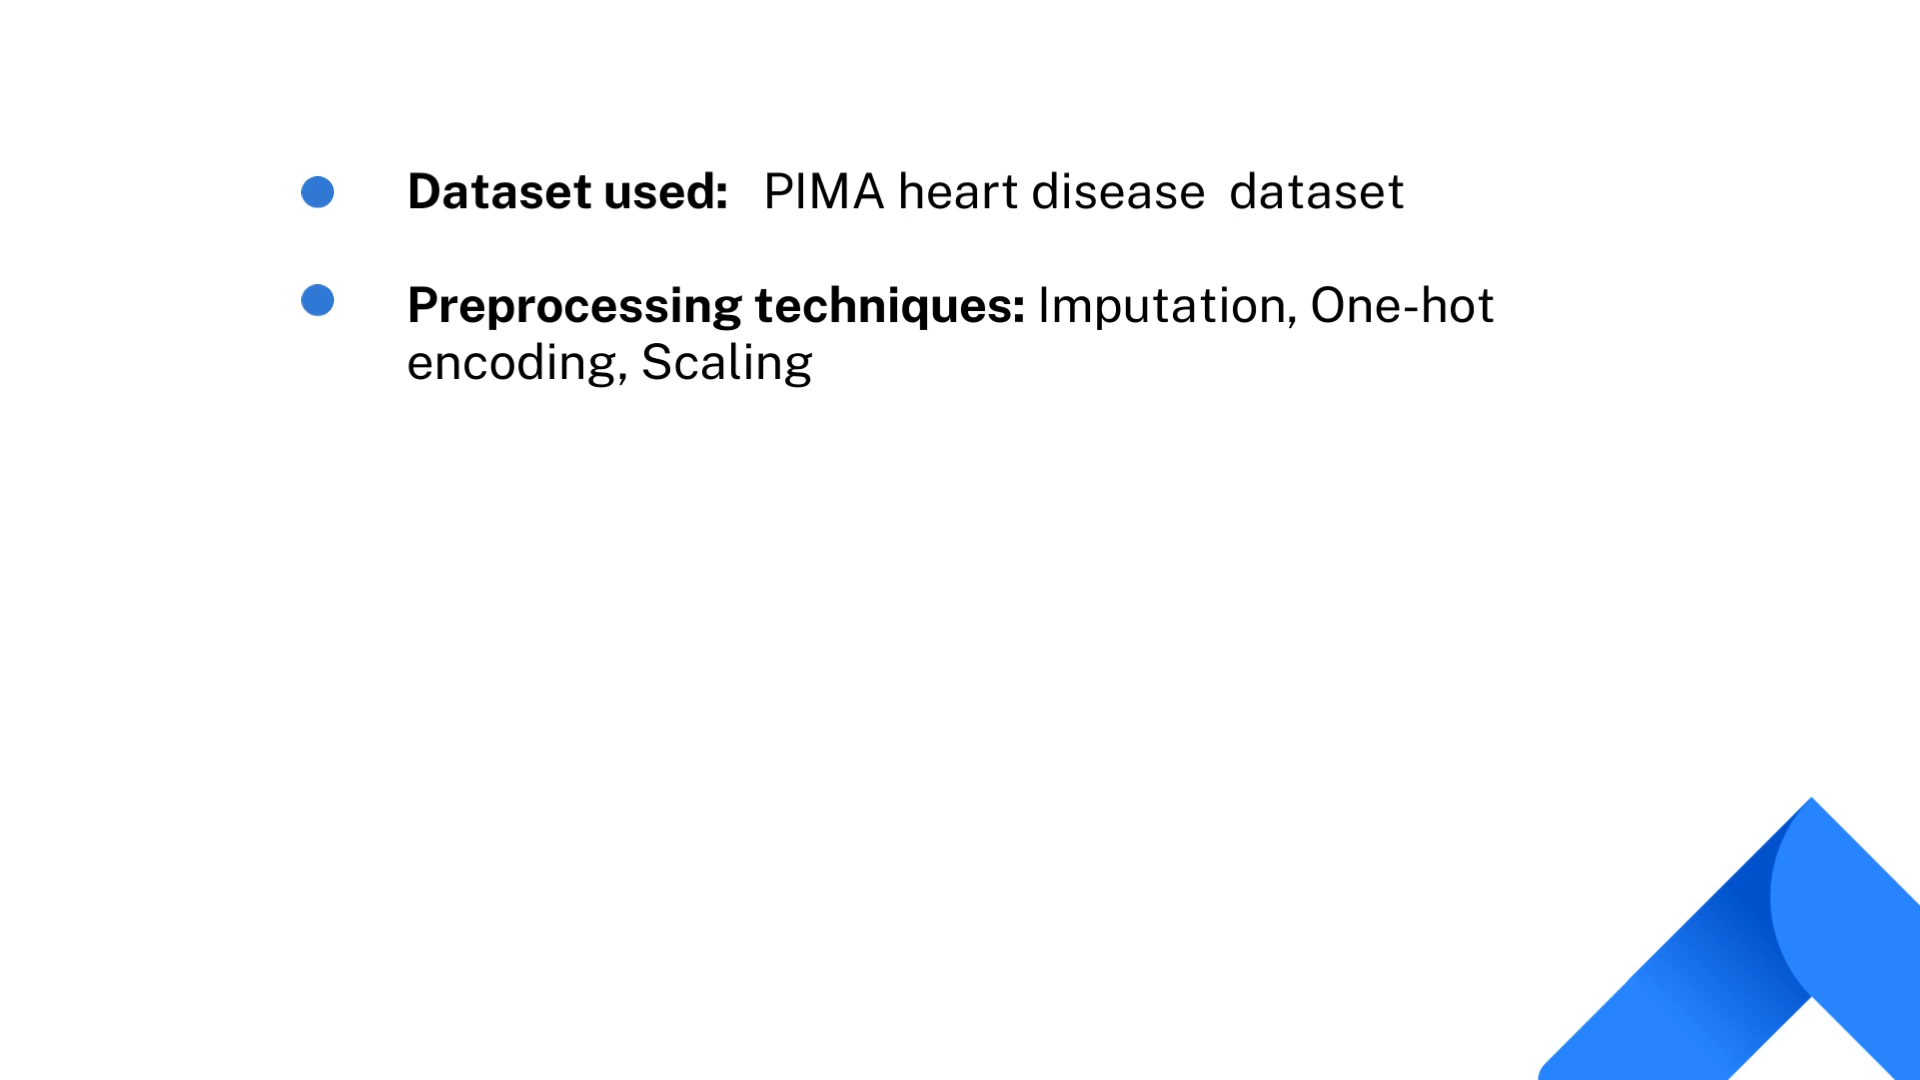 Dataset used: PIMA heart disease dataset
Preprocessing techniques: Imputation, One-hot
encoding, Scaling